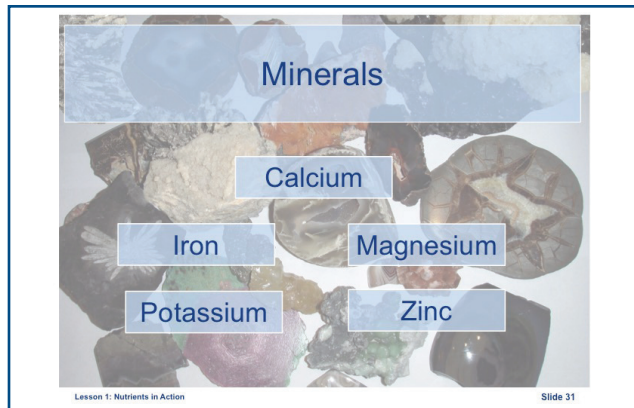 Minerals
Calcium
Iron
Magnesium
Potassium
Zinc
Lesson 1: Nutrients in Action
Slide 31